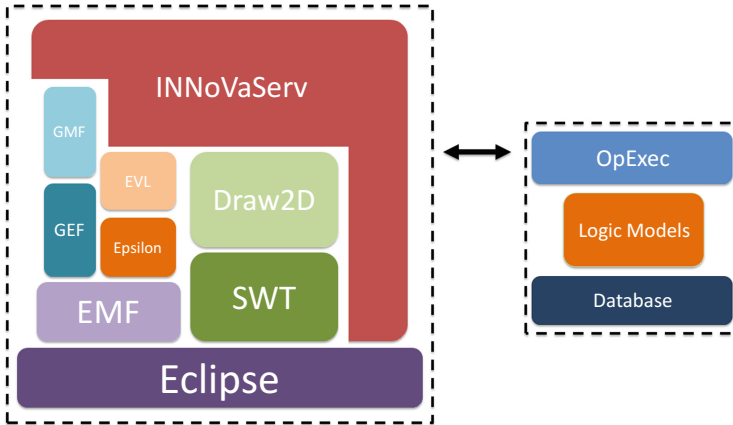 INNoVaServ
GMF
EVL
Draw2D
GEF
Epsilon
EMF
SWT
Eclipse
OpExec
Logic Models
Database